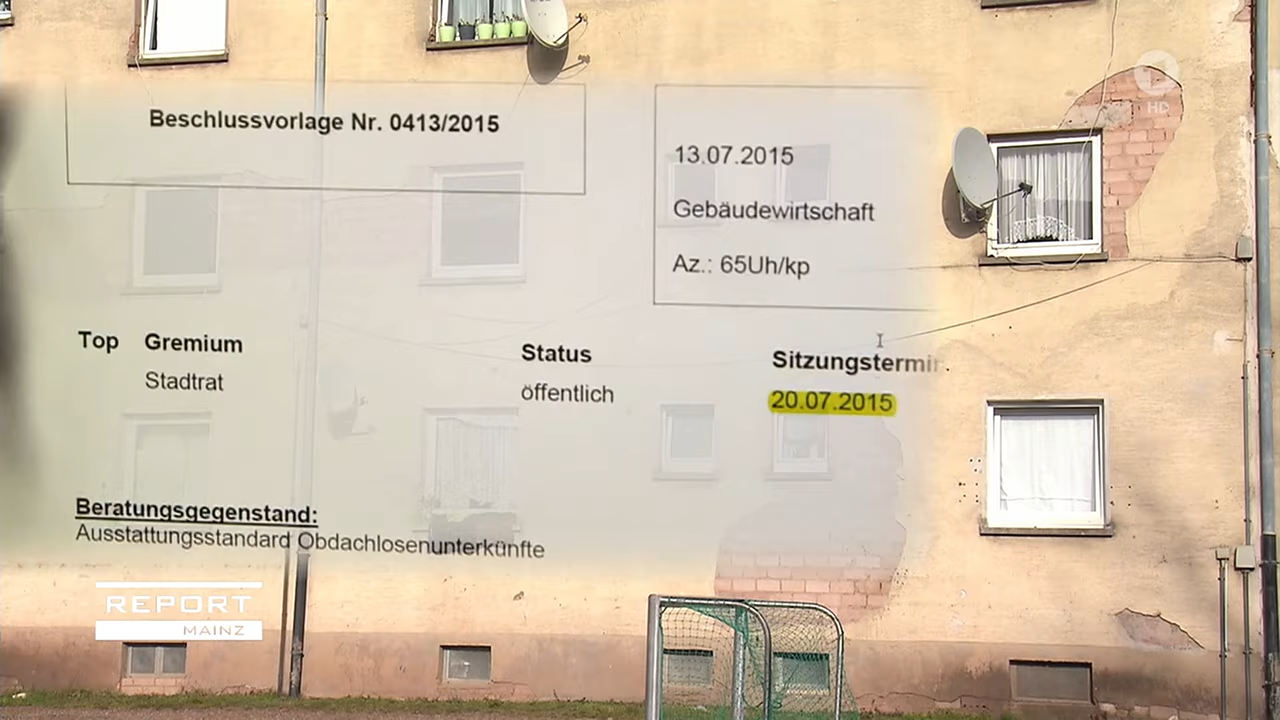 Beschlussvorlage Nr. 0413/2015
13.07.2015
Gebäudewirtschaft
Az.: 65Uh/kp
Top Gremium Status
Stadtrat öffentlich 20.07.2015
Beratungsgegenstand:
Ausstattungsstandard Obdachlosenunterkünfte
REPORT
MAINZ
HD